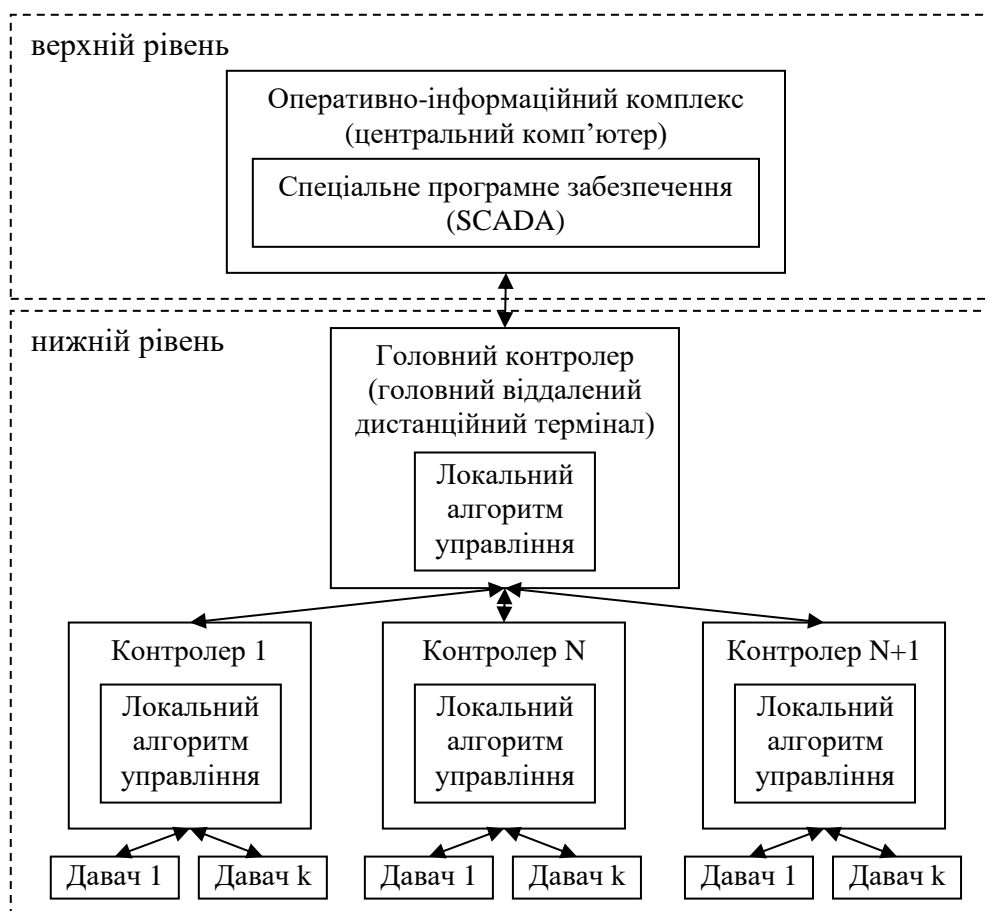 верхній рівень
Оперативно-інформаційний комплекс
(центральний комп’ютер)
Спеціальне програмне забезпечення
(SCADA)
нижній рівень
Головний контролер
(головний віддалений
дистанційний термінал)
Локальний
алгоритм
управління
Контролер 1
Локальний
алгоритм
управління
Контролер N
Локальний
алгоритм
управління
Контролер N+1
Локальний
алгоритм
управління
Давач 1
Давач k
Давач 1
Давач k
Давач 1
Давач k